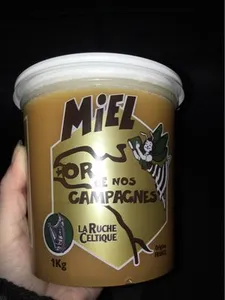 MiEL
OR
DE NOS
CAMPAGNES
LA RUCHE
CELTIQUE
1Kg